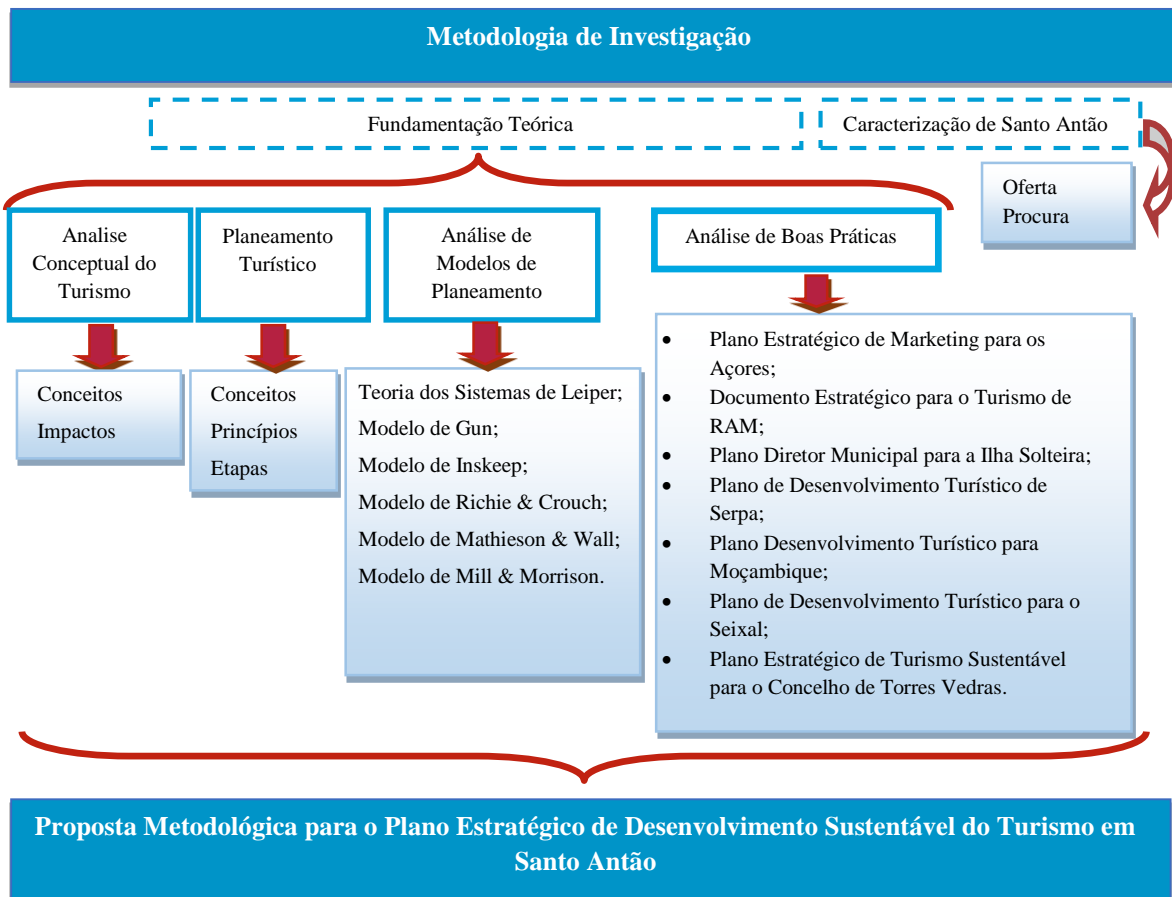 Metodologia de Investigação
Fundamentação Teórica
Caracterização de Santo Antão
Oferta
Procura
Analise
Conceptual do
Turismo
Conceitos
Impactos
Planeamento
Turístico
Conceitos
Princípios
Etapas
Análise de
Modelos de
Planeamento
Teoria dos Sistemas de Leiper;
Modelo de Gun;
Modelo de Inskeep;
Modelo de Richie & Crouch;
Modelo de Mathieson & Wall;
Modelo de Mill & Morrison.
Análise de Boas Práticas
• Plano Estratégico de Marketing para os
Açores;
• Documento Estratégico para o Turismo de
RAM;
• Plano Diretor Municipal para a Ilha Solteira;
• Plano de Desenvolvimento Turístico de
Serpa;
• Plano Desenvolvimento Turístico para
Moçambique;
• Plano de Desenvolvimento Turístico para o
Seixal;
• Plano Estratégico de Turismo Sustentável
para o Concelho de Torres Vedras.
Proposta Metodológica para o Plano Estratégico de Desenvolvimento Sustentável do Turismo em
Santo Antão